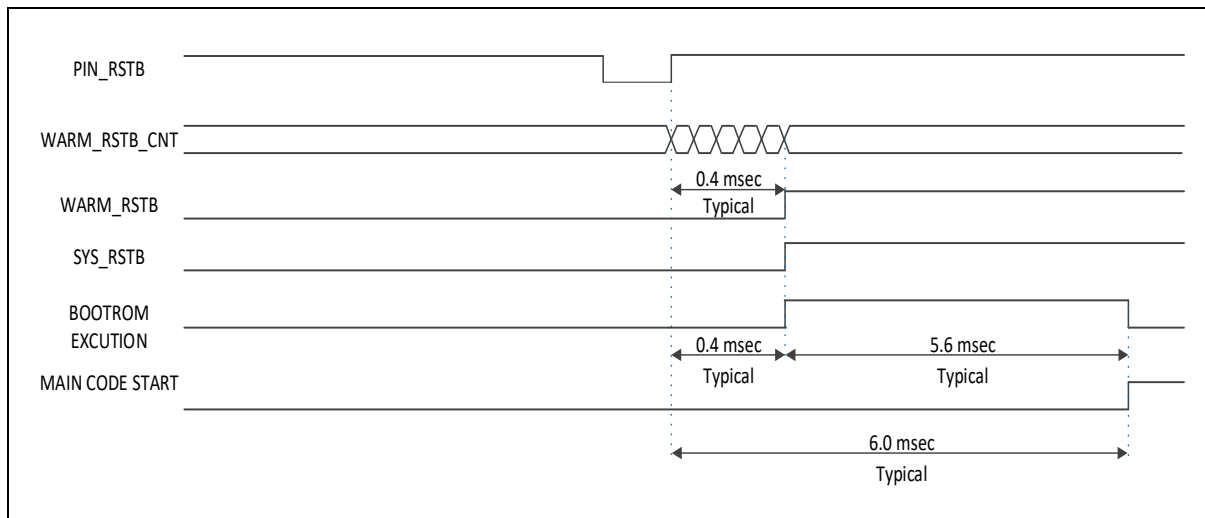 PIN_RSTB
WARM_RSTB_CNT
0.4 msec
WARM_RSTB
Typical
SYS_RSTB
BOOTROM
EXCUTION
0.4 msec
5.6 msec
Typical
Typical
MAIN CODE START
6.0 msec
Typical